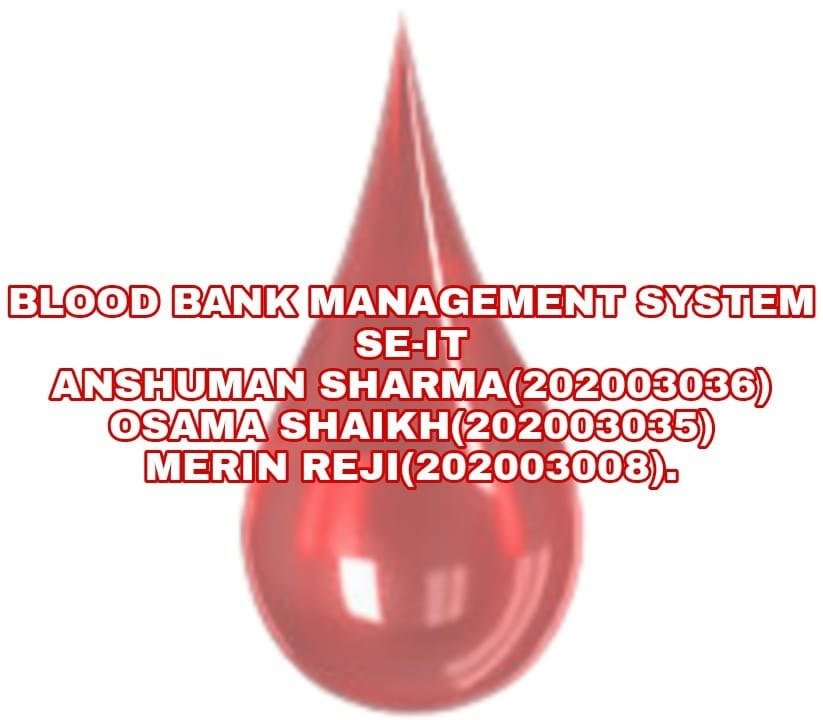 BLOOD BANK MANAGEMENT SYSTEM
SE-IT
ANSHUMAN SHARMA(202003036)
OSAMA SHAIKH(202003035)
MERIN REJI(202003008).